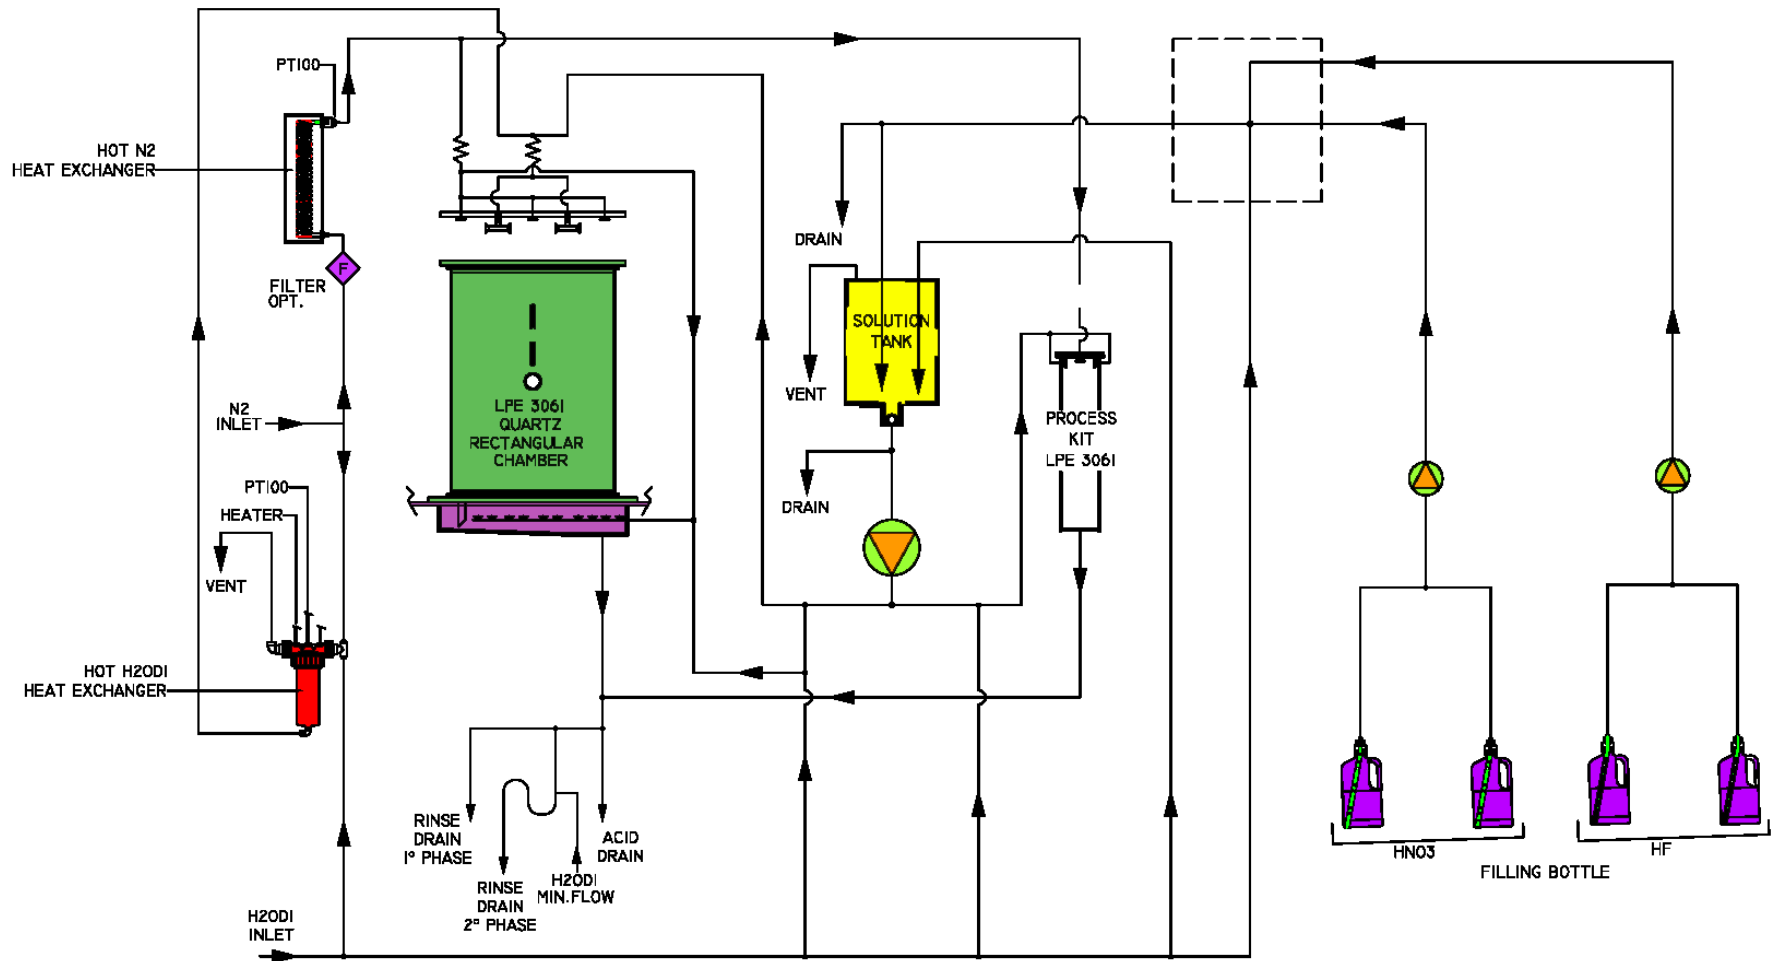 PT100
HOT N2
HEAT EXCHANGER
F
FILTER
OPT.
N2
INLET
PT100
HEATER
VENT
HOT H2ODI
HEAT EXCHANGER
H2ODI
INLET
LPE 3061
QUARTZ
RECTANGULAR
CHAMBER
RINSE
DRAIN
1° PHASE
RINSE
DRAIN
2° PHASE
H2ODI
MIN.FLOW
ACID
DRAIN
DRAIN
VENT
SOLUTION
TANK
DRAIN
PROCESS
KIT
LPE 3061
HNO3
HF
FILLING BOTTLE